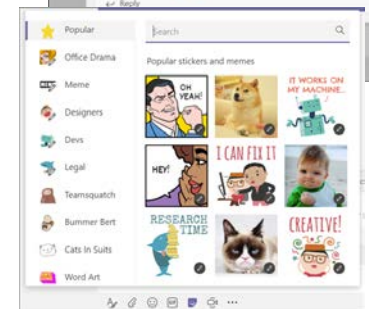 Reply
Popular
Office Drama
Meme
Designers
Devs
Legal
Teamsquatch
Bummer Bert
Cats In Suits
Word Art
Search
Popular stickers and memes
OH
YEAH!
IT WORKS ON
MY MACHINE...
HEY!
I CAN FIX IT
RESEARCH
TIME
CREATIVE!
GIF